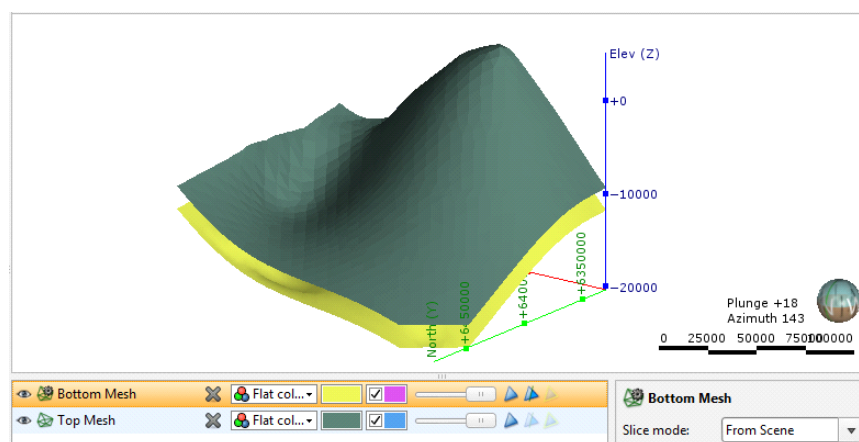 Elev (Z)
+0
-10000
-20000
+6350000
+6400
+6450000
North (Y)
Plunge +18
Azimuth 143
0 25000 50000 75000 100000
Bottom Mesh
Flat col...
Top Mesh
Flat col...
Bottom Mesh
Slice mode:
From Scene